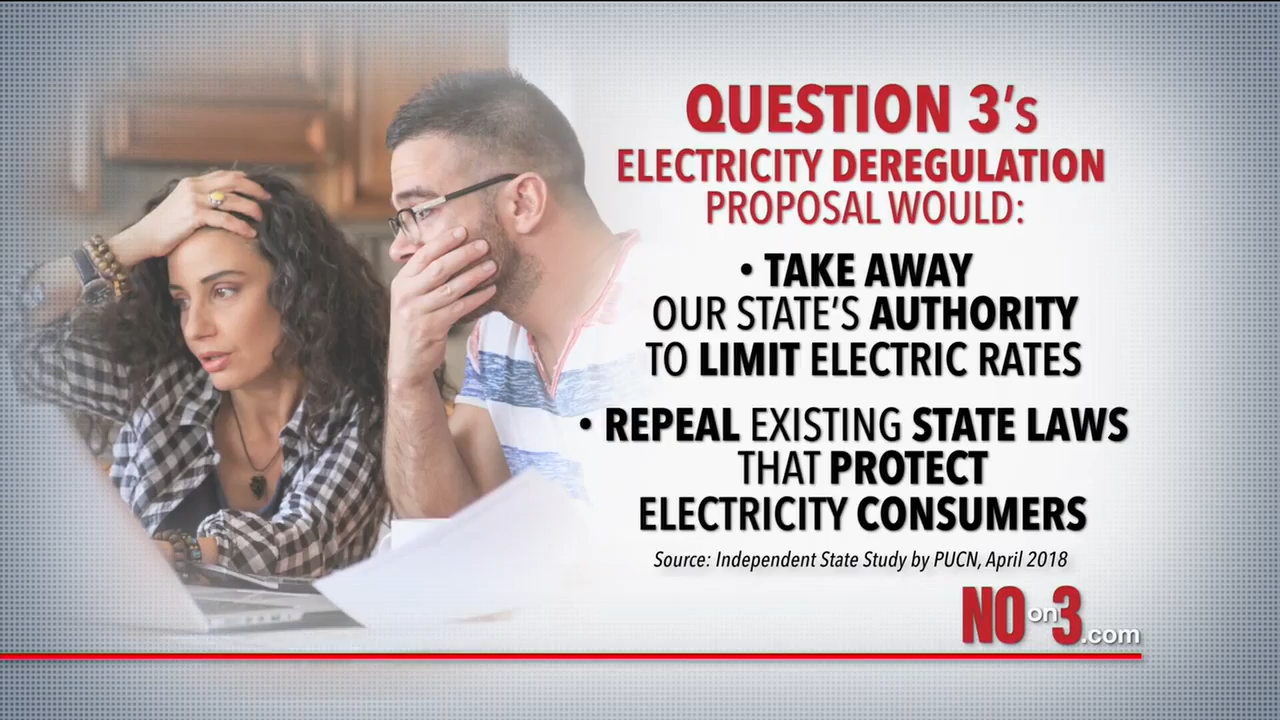 QUESTION 3's
ELECTRICITY DEREGULATION
PROPOSAL WOULD:
• TAKE AWAY
OUR STATE'S AUTHORITY
TO LIMIT ELECTRIC RATES
• REPEAL EXISTING STATE LAWS
THAT PROTECT
ELECTRICITY CONSUMERS
Source: Independent State Study by PUCN, April 2018
NO on 3.com